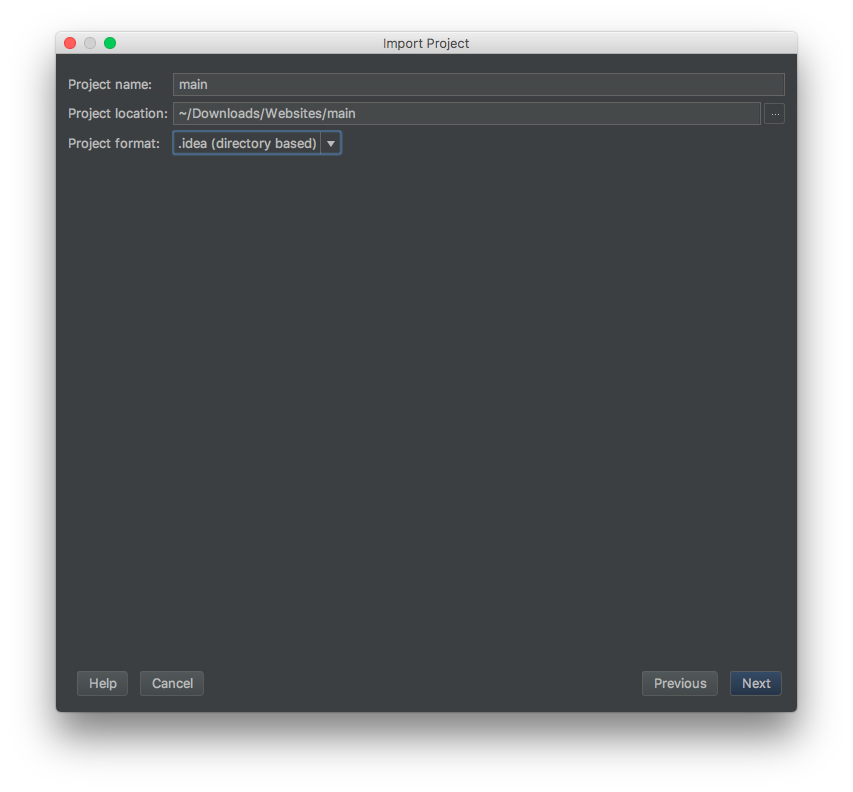 Import Project
Project name: main
Project location: ~/Downloads/Websites/main ...
Project format: .idea (directory based)
Help Cancel Previous Next